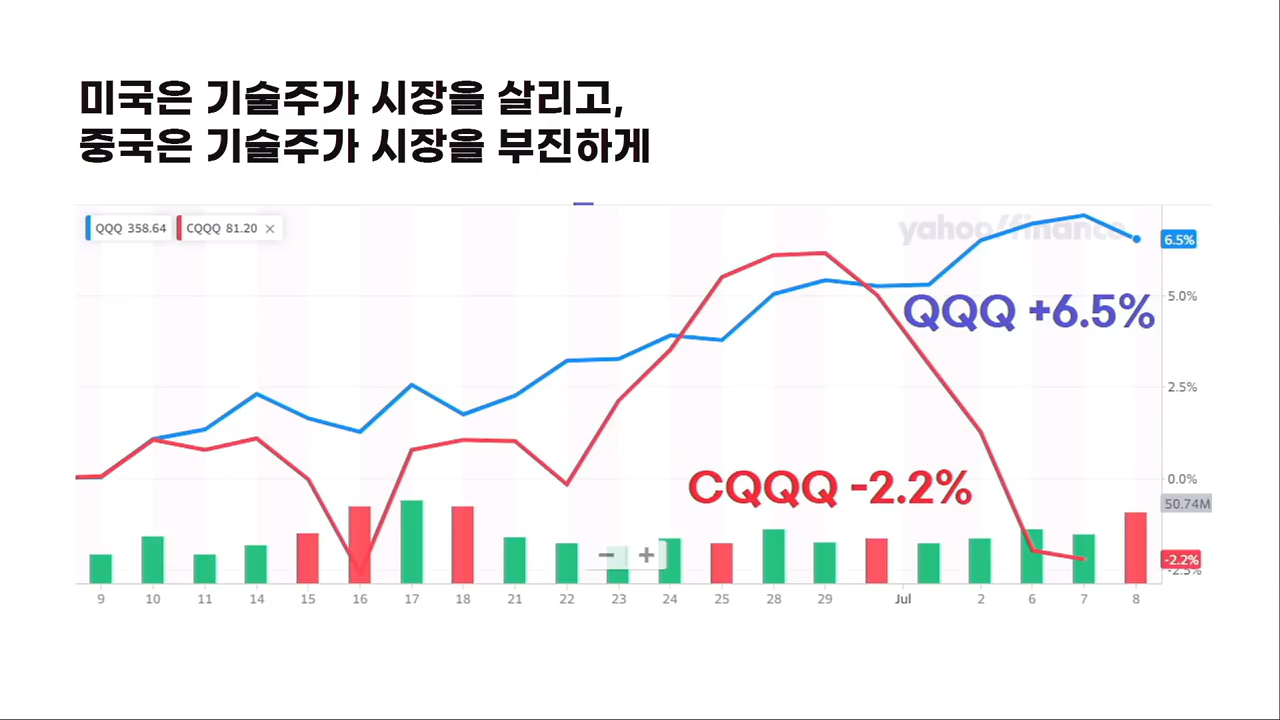 미국은 기술주가 시장을 살리고,
중국은 기술주가 시장을 부진하게
QQQ 358.64 CQQQ 81.20 ×
yahoo!finance
6.5%
5.0%
QQQ +6.5%
2.5%
CQQQ -2.2%
0.0%
50.74M
− +
-2.2%
-2.5%
9 10 11 14 15 16 17 18 21 22 23 24 25 28 29 Jul 2 6 7 8